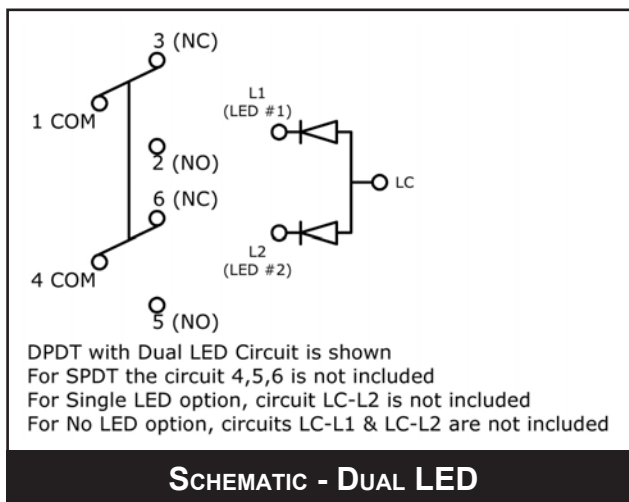 3 (NC)
1 COM
2 (NO)
6 (NC)
4 COM
5 (NO)
L1
(LED #1)
LC
L2
(LED #2)
DPDT with Dual LED Circuit is shown
For SPDT the circuit 4,5,6 is not included
For Single LED option, circuit LC-L2 is not included
For No LED option, circuits LC-L1 & LC-L2 are not included
SCHEMATIC - DUAL LED